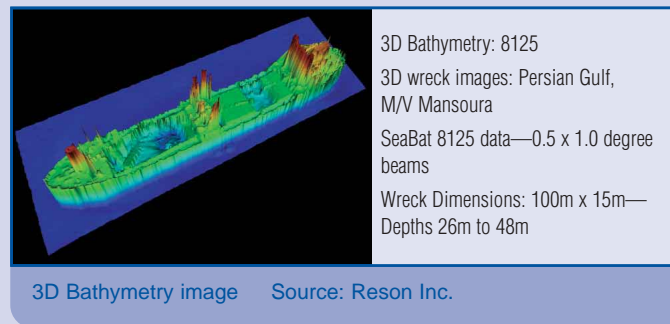 3D Bathymetry: 8125
3D wreck images: Persian Gulf,
M/V Mansoura
SeaBat 8125 data—0.5 x 1.0 degree
beams
Wreck Dimensions: 100m x 15m—
Depths 26m to 48m
3D Bathymetry image Source: Reson Inc.